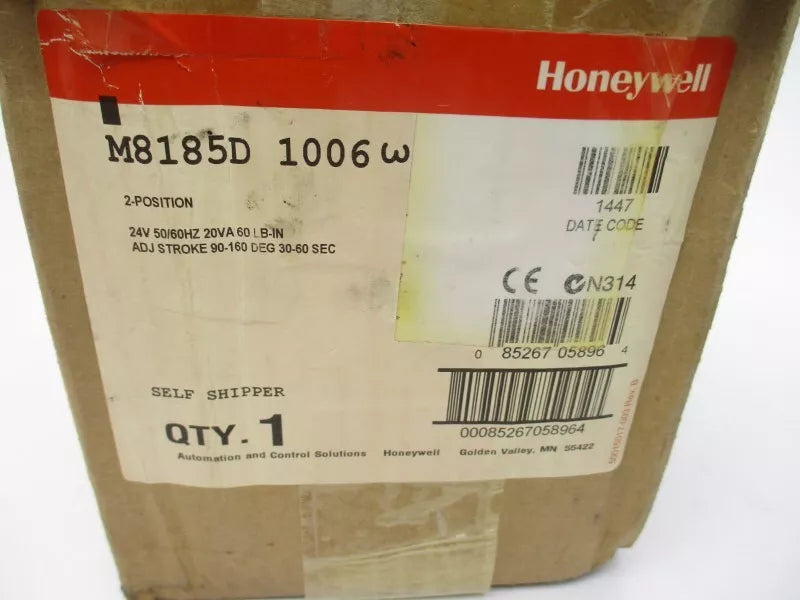 Honeywell
M8185D 1006 ω
2-POSITION
24V 50/60HZ 20VA 60 LB-IN
ADJ STROKE 90-160 DEG 30-60 SEC
1447
DATE CODE
CE N314
0 85267 05896 4
SELF SHIPPER
QTY. 1
00085267058964
Automation and Control Solutions Honeywell Golden Valley, MN 55422